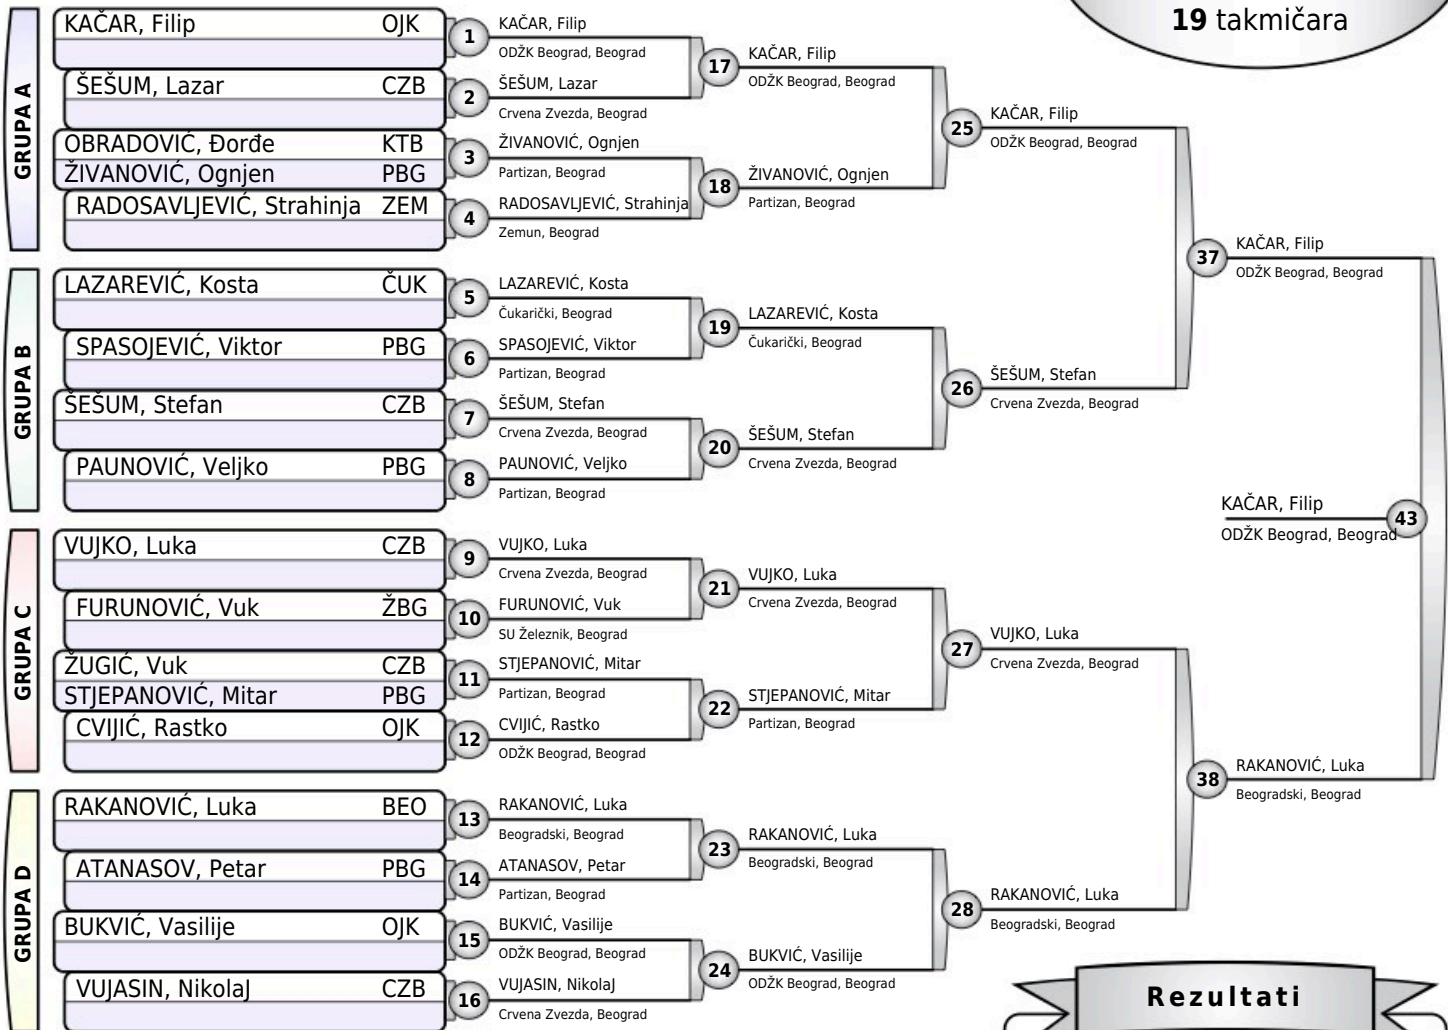 19 takmičara
GRUPA A
KAČAR, Filip OJK
ŠEŠUM, Lazar CZB
OBRADOVIĆ, Đorđe KTB
ŽIVANOVIĆ, Ognjen PBG
RADOSAVLJEVIĆ, Strahinja ZEM
1
KAČAR, Filip
ODŽK Beograd, Beograd
2
ŠEŠUM, Lazar
Crvena Zvezda, Beograd
3
ŽIVANOVIĆ, Ognjen
Partizan, Beograd
4
RADOSAVLJEVIĆ, Strahinja
Zemun, Beograd
17
KAČAR, Filip
ODŽK Beograd, Beograd
18
ŽIVANOVIĆ, Ognjen
Partizan, Beograd
25
KAČAR, Filip
ODŽK Beograd, Beograd
GRUPA B
LAZAREVIĆ, Kosta ČUK
SPASOJEVIĆ, Viktor PBG
ŠEŠUM, Stefan CZB
PAUNOVIĆ, Veljko PBG
5
LAZAREVIĆ, Kosta
Čukarički, Beograd
6
SPASOJEVIĆ, Viktor
Partizan, Beograd
7
ŠEŠUM, Stefan
Crvena Zvezda, Beograd
8
PAUNOVIĆ, Veljko
Partizan, Beograd
19
LAZAREVIĆ, Kosta
Čukarički, Beograd
20
ŠEŠUM, Stefan
Crvena Zvezda, Beograd
26
ŠEŠUM, Stefan
Crvena Zvezda, Beograd
37
KAČAR, Filip
ODŽK Beograd, Beograd
GRUPA C
VUJKO, Luka CZB
FURUNOVIĆ, Vuk ŽBG
ŽUGIĆ, Vuk CZB
STJEPANOVIĆ, Mitar PBG
CVIJIĆ, Rastko OJK
9
VUJKO, Luka
Crvena Zvezda, Beograd
10
FURUNOVIĆ, Vuk
SU Železnik, Beograd
11
STJEPANOVIĆ, Mitar
Partizan, Beograd
12
CVIJIĆ, Rastko
ODŽK Beograd, Beograd
21
VUJKO, Luka
Crvena Zvezda, Beograd
22
STJEPANOVIĆ, Mitar
Partizan, Beograd
27
VUJKO, Luka
Crvena Zvezda, Beograd
GRUPA D
RAKANOVIĆ, Luka BEO
ATANASOV, Petar PBG
BUKVIĆ, Vasilije OJK
VUJASIN, NikolaJ CZB
13
RAKANOVIĆ, Luka
Beogradski, Beograd
14
ATANASOV, Petar
Partizan, Beograd
15
BUKVIĆ, Vasilije
ODŽK Beograd, Beograd
16
VUJASIN, NikolaJ
Crvena Zvezda, Beograd
23
RAKANOVIĆ, Luka
Beogradski, Beograd
24
BUKVIĆ, Vasilije
ODŽK Beograd, Beograd
28
RAKANOVIĆ, Luka
Beogradski, Beograd
38
RAKANOVIĆ, Luka
Beogradski, Beograd
KAČAR, Filip
43
ODŽK Beograd, Beograd
Rezultati